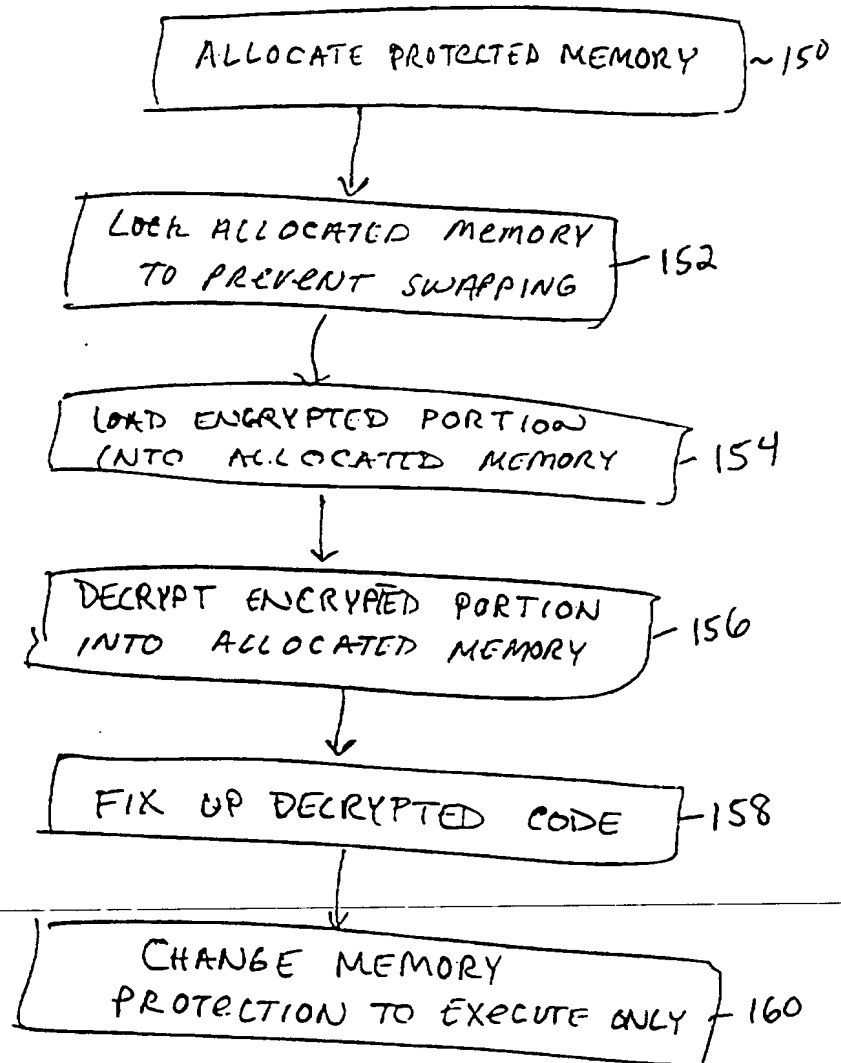 ALLOCATE PROTECTED MEMORY ~150
LOCK ALLOCATED MEMORY
TO PREVENT SWAPPING
152
LOAD ENCRYPTED PORTION
INTO ALLOCATED MEMORY
154
DECRYPT ENCRYPTED PORTION
INTO ALLOCATED MEMORY
156
FIX UP DECRYPTED CODE
158
CHANGE MEMORY
PROTECTION TO EXECUTE ONLY
160